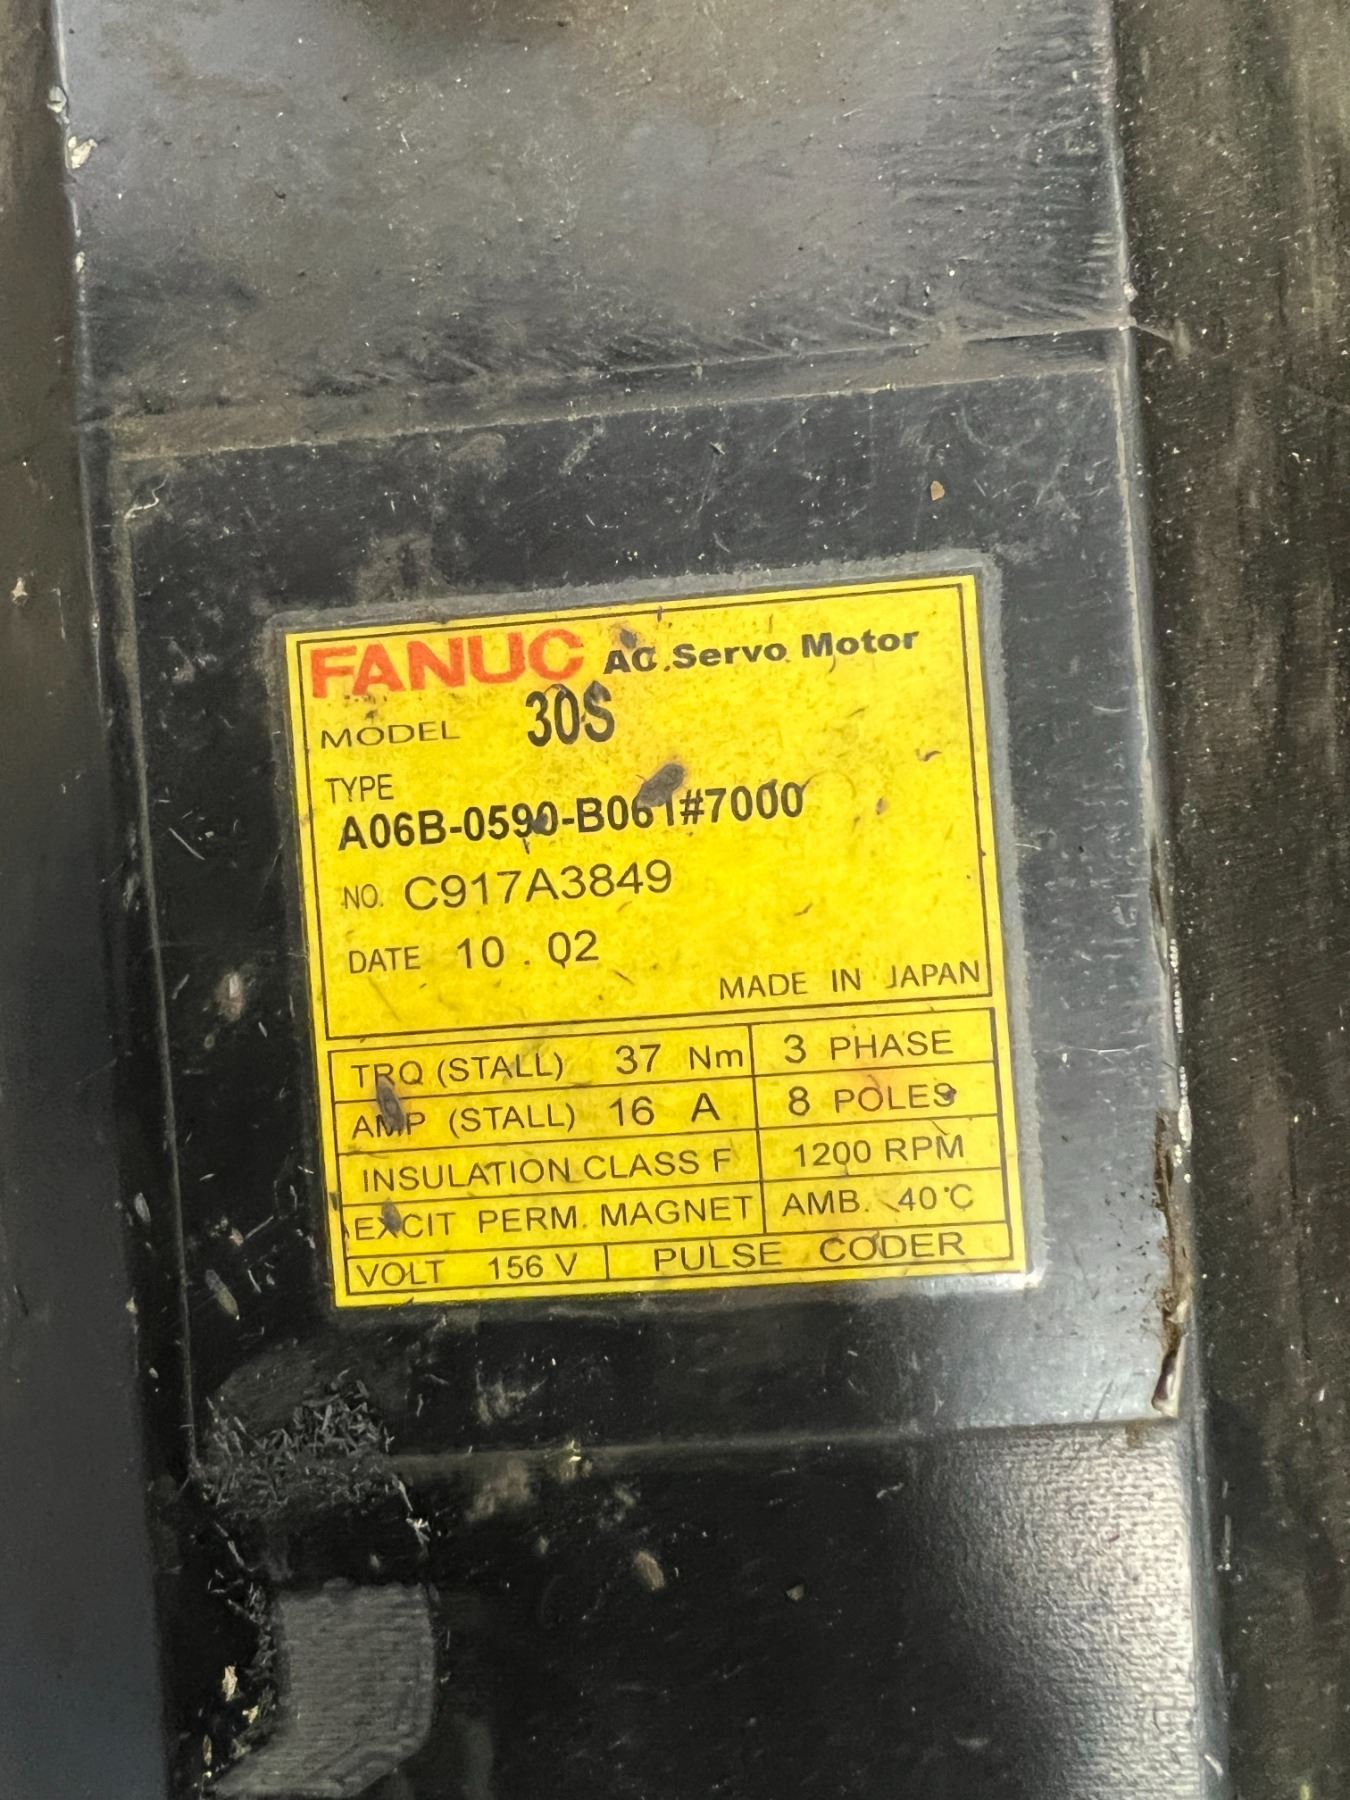 FANUC AC Servo Motor
MODEL 30S
TYPE
A06B-0590-B061#7000
NO. C917A3849
DATE 10 . 02
MADE IN JAPAN
TRQ (STALL) 37 Nm 3 PHASE
AMP (STALL) 16 A 8 POLES
INSULATION CLASS F 1200 RPM
EXCIT PERM. MAGNET AMB. 40°C
VOLT 156 V PULSE CODER